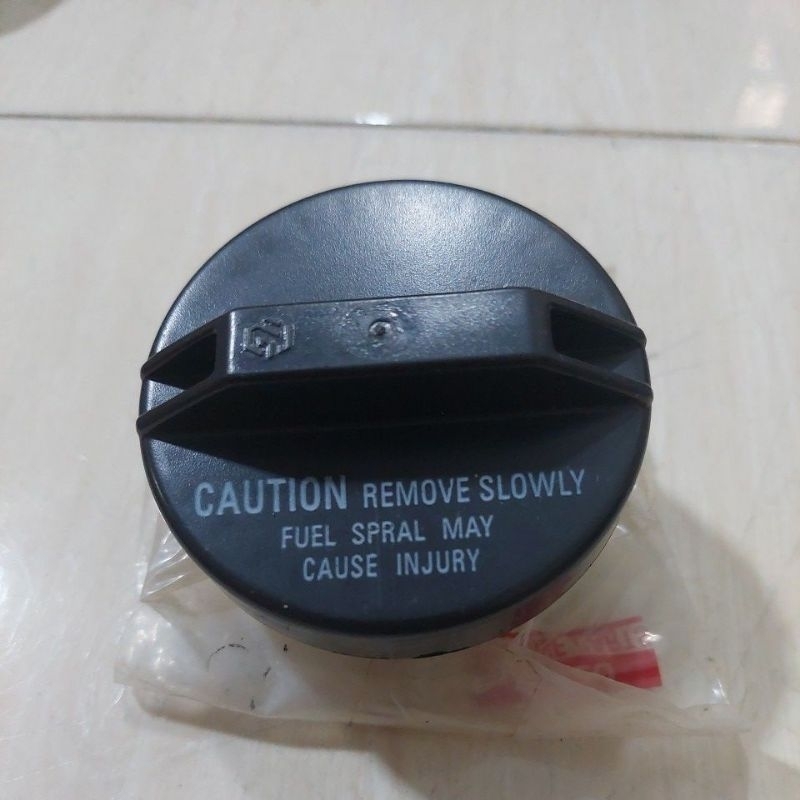 CAUTION REMOVE SLOWLY
FUEL SPRAL MAY
CAUSE INJURY